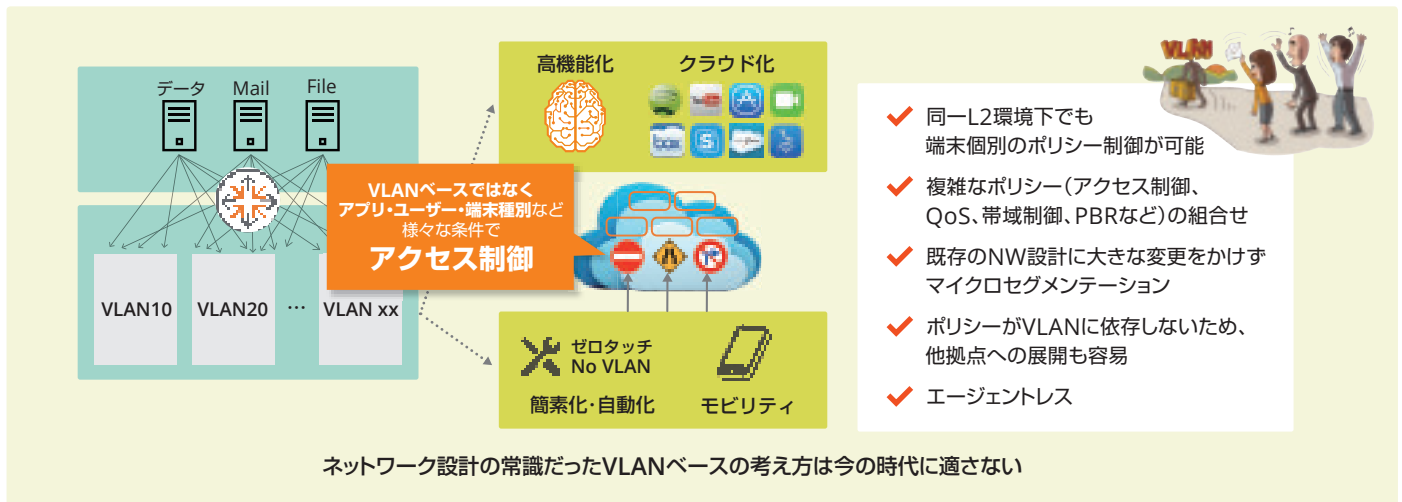 データ
Mail
File
VLAN10
VLAN20
…
VLAN xx
高機能化
クラウド化
box
VLANベースではなく
アプリ・ユーザー・端末種別など
様々な条件で
アクセス制御
ゼロタッチ
No VLAN
簡素化・自動化
モビリティ
VLAN
同一L2環境下でも
端末個別のポリシー制御が可能
複雑なポリシー（アクセス制御、
QoS、帯域制御、PBRなど）の組合せ
既存のNW設計に大きな変更をかけず
マイクロセグメンテーション
ポリシーがVLANに依存しないため、
他拠点への展開も容易
エージェントレス
ネットワーク設計の常識だったVLANベースの考え方は今の時代に適さない